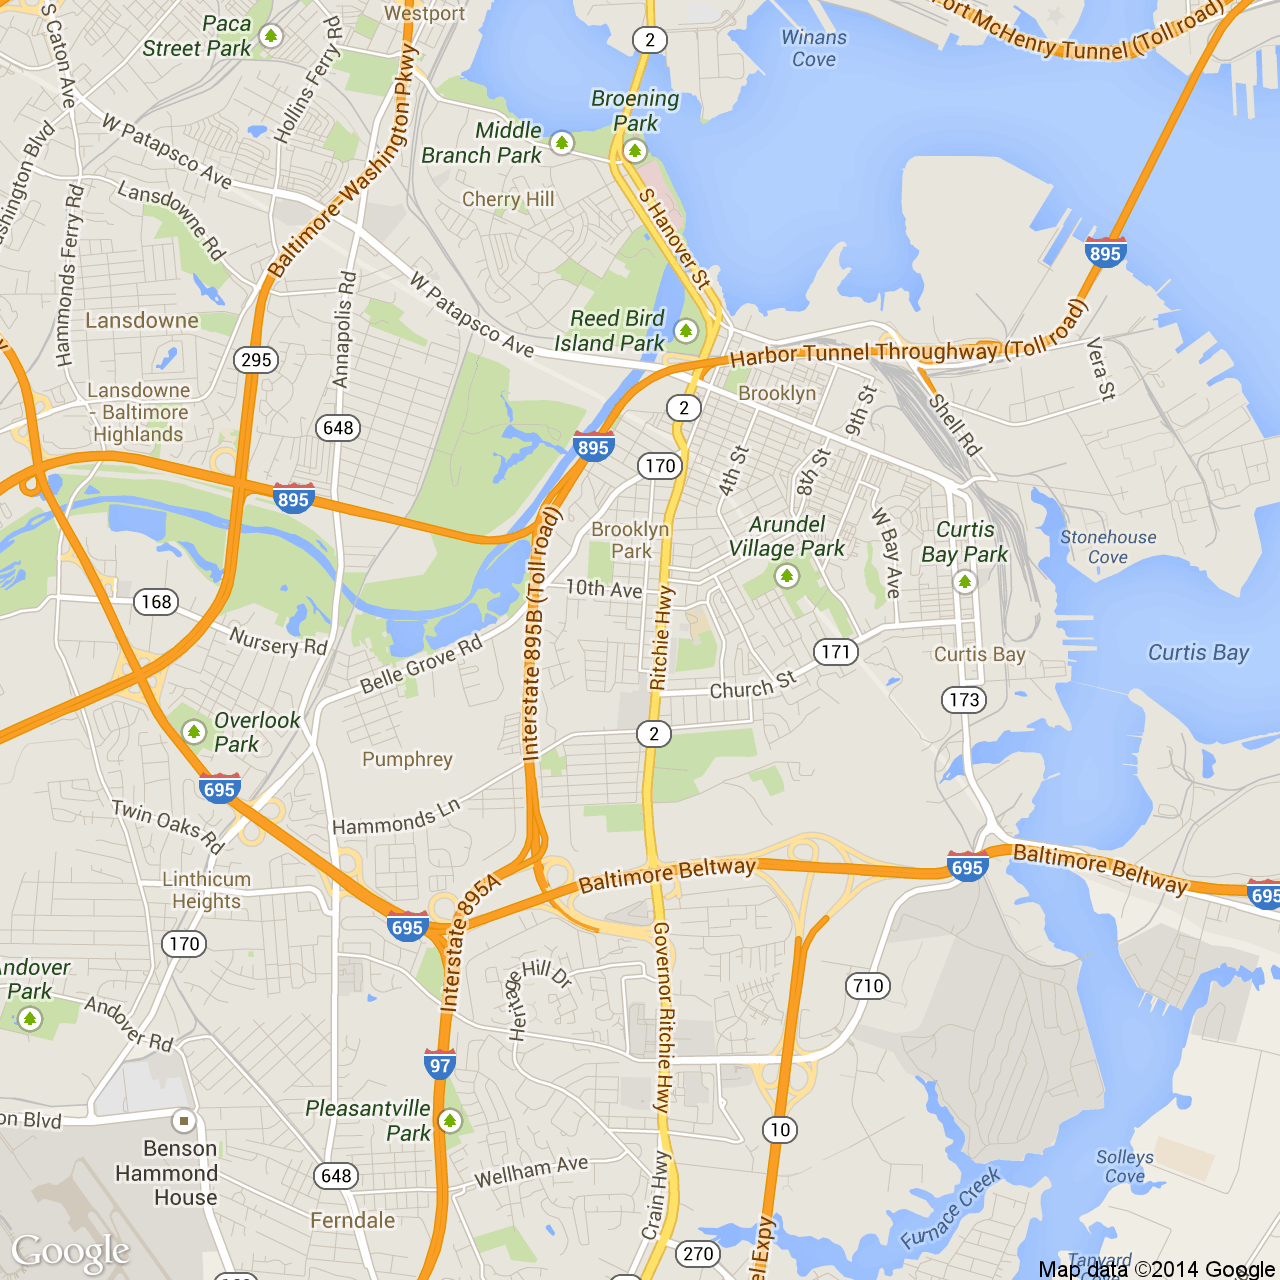 Westport
Paca
Street Park
2
Winans
Cove
Fort McHenry Tunnel (Toll road)
S Caton Ave
Hollins Ferry Rd
Baltimore-Washington Pkwy
Broening
Park
Middle
Branch Park
W Patapsco Ave
Washington Blvd
Lansdowne Rd
Hammonds Ferry Rd
Cherry Hill
S Hanover St
895
Annapolis Rd
W Patapsco Ave
Lansdowne
Reed Bird
Island Park
Harbor Tunnel Throughway (Toll road)
Vera St
295
Lansdowne
- Baltimore
Highlands
Brooklyn
2
9th St
Shell Rd
648
895
170
4th St
8th St
895
Brooklyn
Park
Arundel
Village Park
W Bay Ave
Curtis
Bay Park
Stonehouse
Cove
10th Ave
168
Nursery Rd
Belle Grove Rd
Interstate 895B (Toll road)
Ritchie Hwy
171
Curtis Bay
Curtis Bay
Church St
173
Overlook
Park
2
Pumphrey
695
Twin Oaks Rd
Hammonds Ln
Linthicum
Heights
Baltimore Beltway
695
Baltimore Beltway
695
Interstate 895A
695
170
Andover
Park
Heritage Hill Dr
Governor Ritchie Hwy
710
Andover Rd
97
Pleasantville
Park
on Blvd
Benson
Hammond
House
10
648
Wellham Ave
Crain Hwy
Solleys
Cove
Furnace Creek
Ferndale
el Expy
270
Tanyard
Cove
Google
Map data ©2014 Google